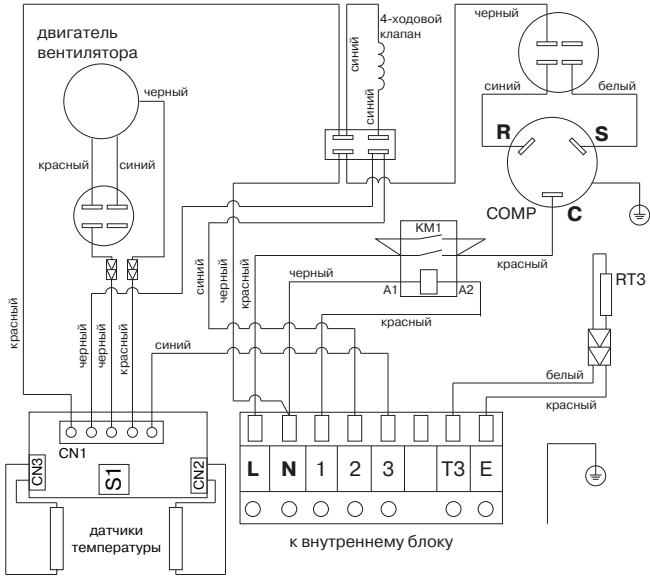 двигатель
вентилятора
4-ходовой
клапан
черный
синий
синий
черный
красный
синий
синий
белый
R
S
COMP
C
KM1
A1
A2
черный
красный
красный
синий
черный
красный
RT3
красный
черный
черный
красный
синий
белый
красный
CN1
CN3
S1
CN2
L
N
1
2
3
T3
E
датчики
температуры
к внутреннему блоку